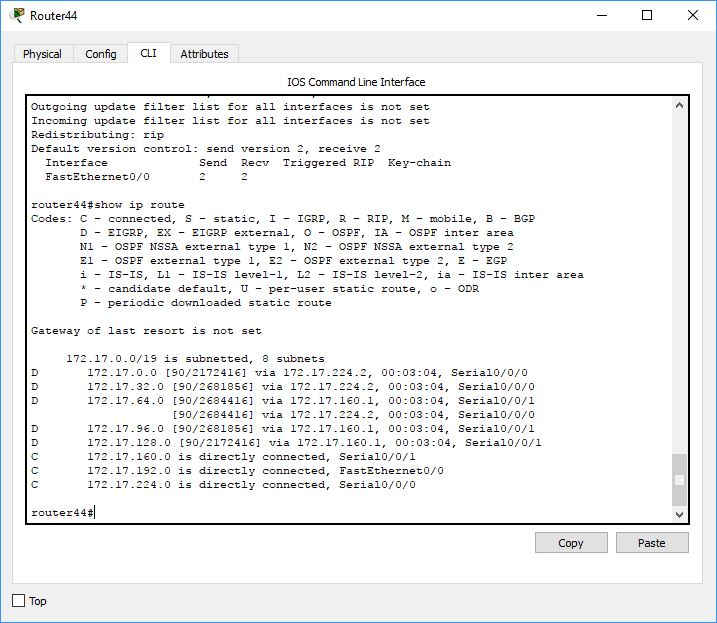 Router44
Physical Config CLI Attributes
IOS Command Line Interface
Outgoing update filter list for all interfaces is not set
Incoming update filter list for all interfaces is not set
Redistributing: rip
Default version control: send version 2, receive 2
  Interface             Send  Recv  Triggered RIP  Key-chain
  FastEthernet0/0       2     2
router44#show ip route
Codes: C - connected, S - static, I - IGRP, R - RIP, M - mobile, B - BGP
       D - EIGRP, EX - EIGRP external, O - OSPF, IA - OSPF inter area
       N1 - OSPF NSSA external type 1, N2 - OSPF NSSA external type 2
       E1 - OSPF external type 1, E2 - OSPF external type 2, E - EGP
       i - IS-IS, L1 - IS-IS level-1, L2 - IS-IS level-2, ia - IS-IS inter area
       * - candidate default, U - per-user static route, o - ODR
       P - periodic downloaded static route
Gateway of last resort is not set
     172.17.0.0/19 is subnetted, 8 subnets
D       172.17.0.0 [90/2172416] via 172.17.224.2, 00:03:04, Serial0/0/0
D       172.17.32.0 [90/2681856] via 172.17.224.2, 00:03:04, Serial0/0/0
D       172.17.64.0 [90/2684416] via 172.17.160.1, 00:03:04, Serial0/0/1
                    [90/2684416] via 172.17.224.2, 00:03:04, Serial0/0/0
D       172.17.96.0 [90/2681856] via 172.17.160.1, 00:03:04, Serial0/0/1
D       172.17.128.0 [90/2172416] via 172.17.160.1, 00:03:04, Serial0/0/1
C       172.17.160.0 is directly connected, Serial0/0/1
C       172.17.192.0 is directly connected, FastEthernet0/0
C       172.17.224.0 is directly connected, Serial0/0/0
router44#
Copy Paste
Top